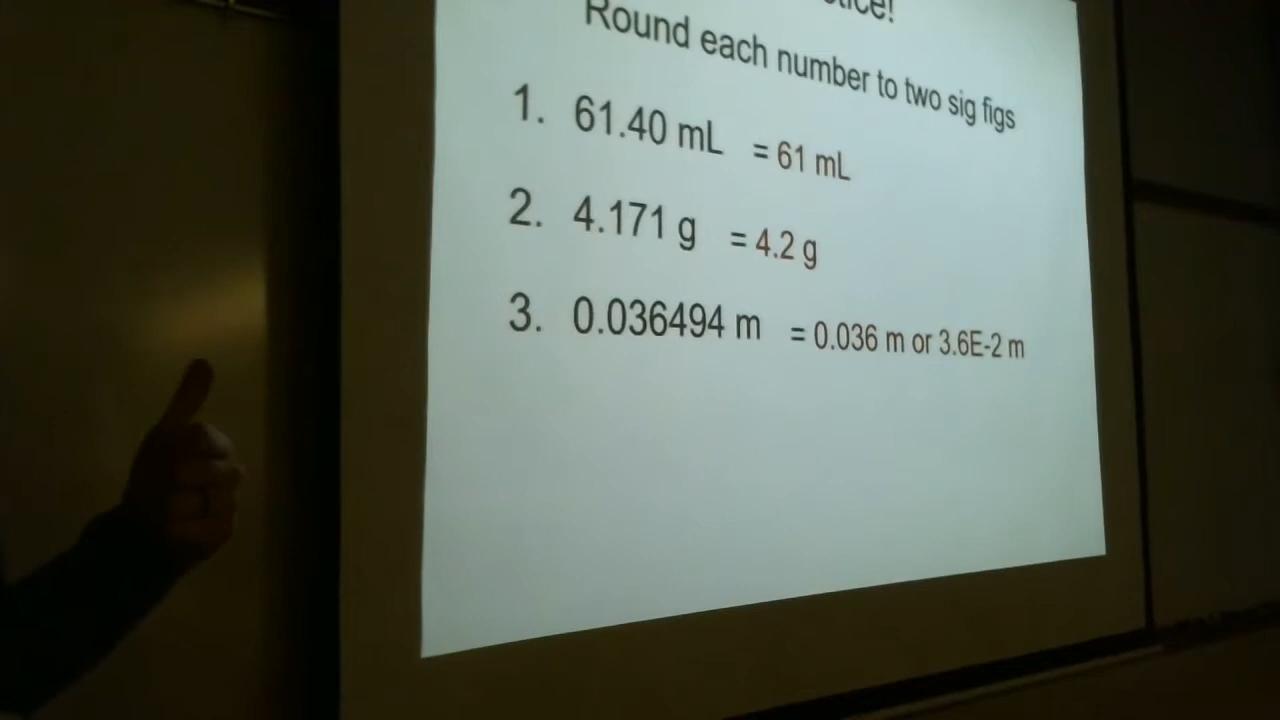 Round each number to two sig figs
1. 61.40 mL = 61 mL
2. 4.171 g = 4.2 g
3. 0.036494 m = 0.036 m or 3.6E-2 m